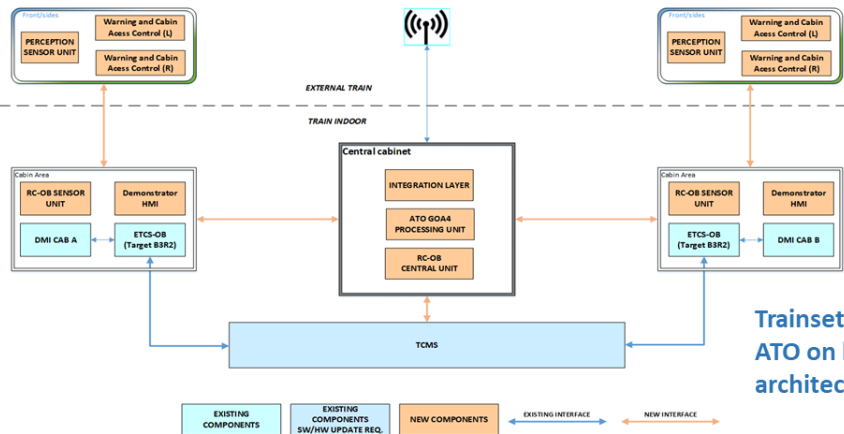 Front/sides
PERCEPTION
SENSOR UNIT
Warning and Cabin
Acess Control (L)
Warning and Cabin
Acess Control (R)
Front/sides
PERCEPTION
SENSOR UNIT
Warning and Cabin
Acess Control (L)
Warning and Cabin
Acess Control (R)
EXTERNAL TRAIN
TRAIN INDOOR
Cabin Area
RC-OB SENSOR
UNIT
Demonstrator
HMI
DMI CAB A
ETCS-OB
(Target B3R2)
Central cabinet
INTEGRATION LAYER
ATO GOA4
PROCESSING UNIT
RC-OB
CENTRAL UNIT
Cabin Area
RC-OB SENSOR
UNIT
Demonstrator
HMI
ETCS-OB
(Target B3R2)
DMI CAB B
TCMS
Trainset
ATO on
architec
EXISTING
COMPONENTS
EXISTING
COMPONENTS
SW/HW UPDATE REQ.
NEW COMPONENTS
EXISTING INTERFACE
NEW INTERFACE